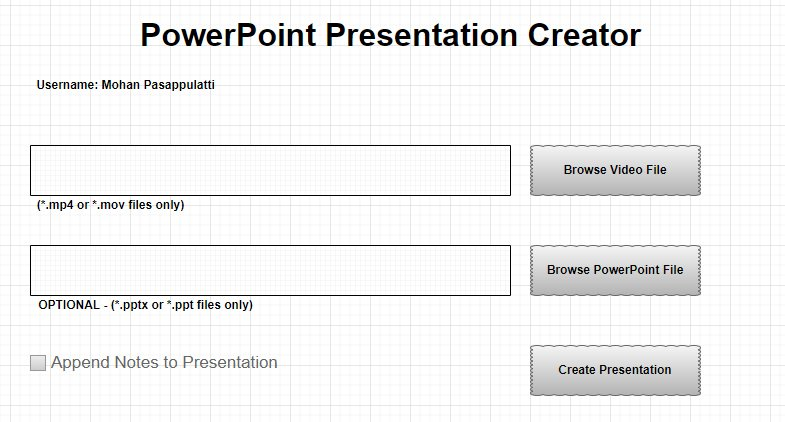 PowerPoint Presentation Creator
Username: Mohan Pasappulatti
Browse Video File
(*.mp4 or *.mov files only)
Browse PowerPoint File
OPTIONAL - (*.pptx or *.ppt files only)
Append Notes to Presentation
Create Presentation